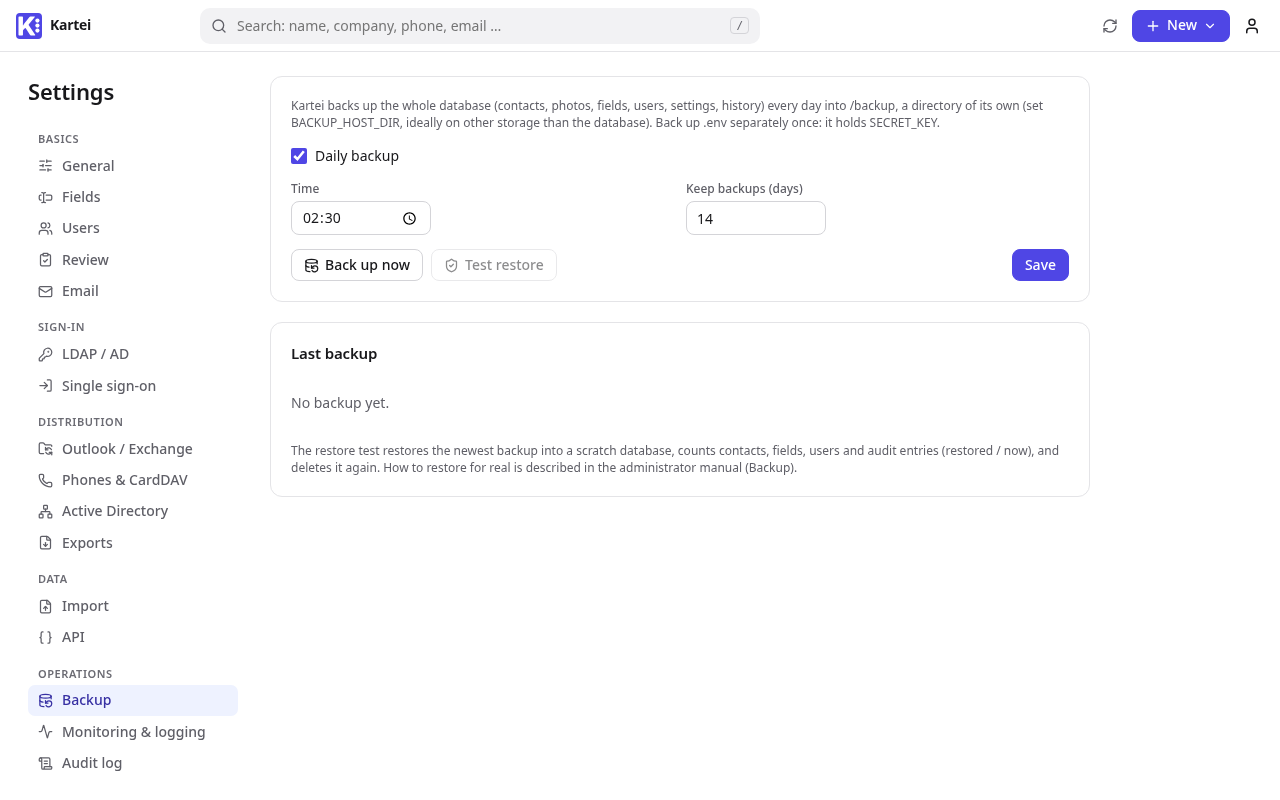 Kartei
Search: name, company, phone, email ...
/
New
Settings
BASICS
General
Fields
Users
Review
Email
SIGN-IN
LDAP / AD
Single sign-on
DISTRIBUTION
Outlook / Exchange
Phones & CardDAV
Active Directory
Exports
DATA
Import
API
OPERATIONS
Backup
Monitoring & logging
Audit log
Kartei backs up the whole database (contacts, photos, fields, users, settings, history) every day into /backup, a directory of its own (set
BACKUP_HOST_DIR, ideally on other storage than the database). Back up .env separately once: it holds SECRET_KEY.
Daily backup
Time
Keep backups (days)
02:30
14
Back up now
Test restore
Save
Last backup
No backup yet.
The restore test restores the newest backup into a scratch database, counts contacts, fields, users and audit entries (restored / now), and
deletes it again. How to restore for real is described in the administrator manual (Backup).